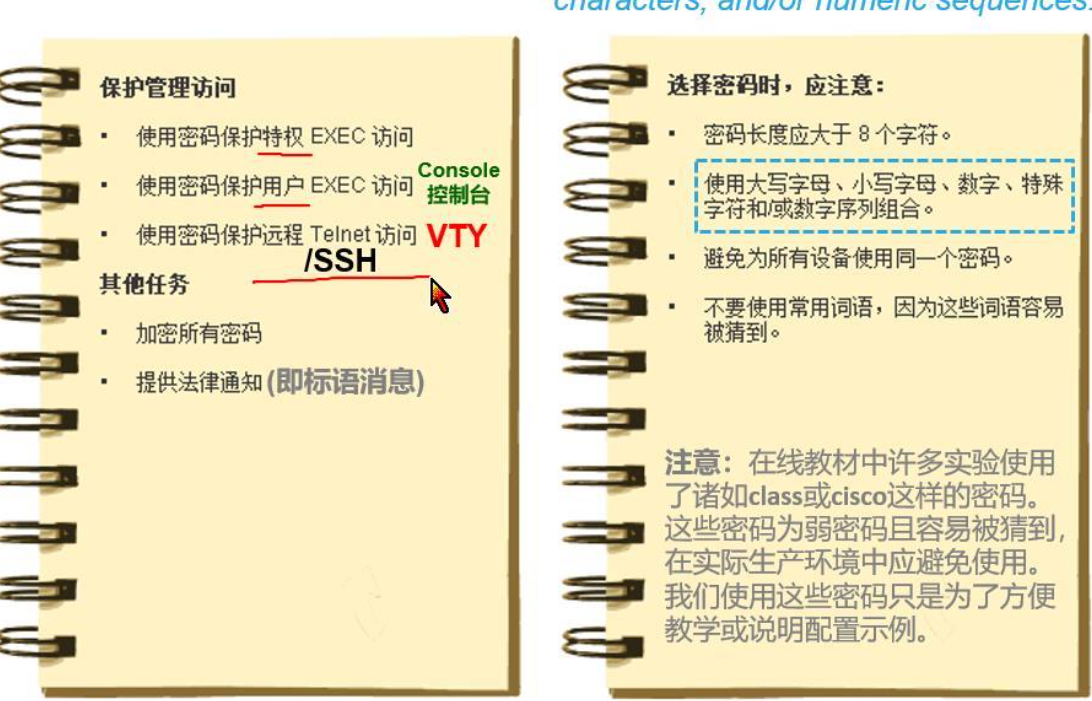 characters, and/or numeric sequences.
保护管理访问
▪ 使用密码保护特权 EXEC 访问
▪ 使用密码保护用户 EXEC 访问
Console
控制台
▪ 使用密码保护远程 Telnet 访问 VTY
/SSH
其他任务
▪ 加密所有密码
▪ 提供法律通知(即标语消息)
选择密码时，应注意：
▪ 密码长度应大于 8 个字符。
▪ 使用大写字母、小写字母、数字、特殊
字符和/或数字序列组合。
▪ 避免为所有设备使用同一个密码。
▪ 不要使用常用词语，因为这些词语容易
被猜到。
注意：在线教材中许多实验使用
了诸如class或cisco这样的密码。
这些密码为弱密码且容易被猜到，
在实际生产环境中应避免使用。
我们使用这些密码只是为了方便
教学或说明配置示例。